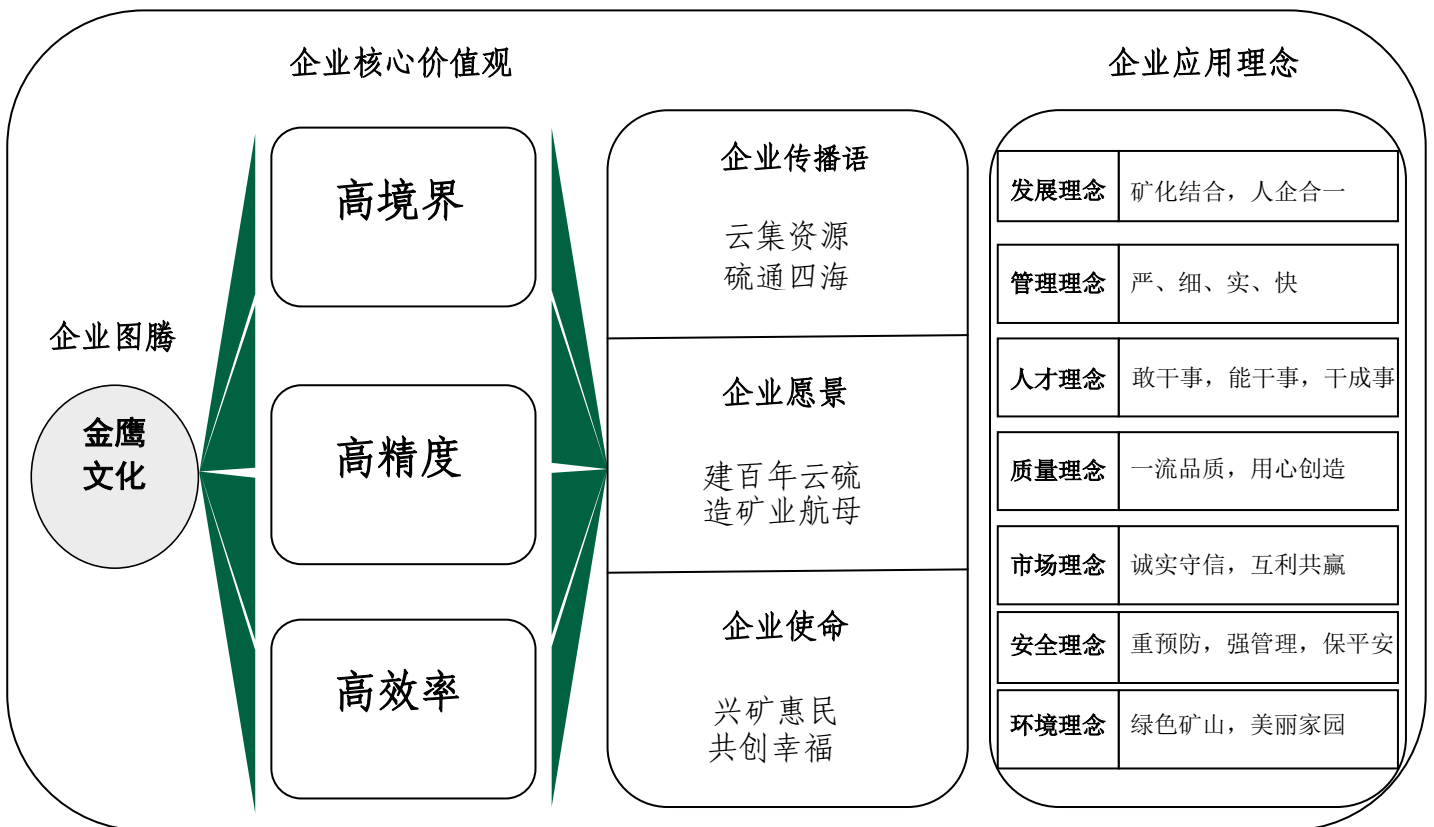 企业核心价值观
企业应用理念
企业图腾
金鹰
文化
高境界
高精度
高效率
企业传播语
云集资源
硫通四海
企业愿景
建百年云硫
造矿业航母
企业使命
兴矿惠民
共创幸福
发展理念 矿化结合，人企合一
管理理念 严、细、实、快
人才理念 敢干事，能干事，干成事
质量理念 一流品质，用心创造
市场理念 诚实守信，互利共赢
安全理念 重预防，强管理，保平安
环境理念 绿色矿山，美丽家园